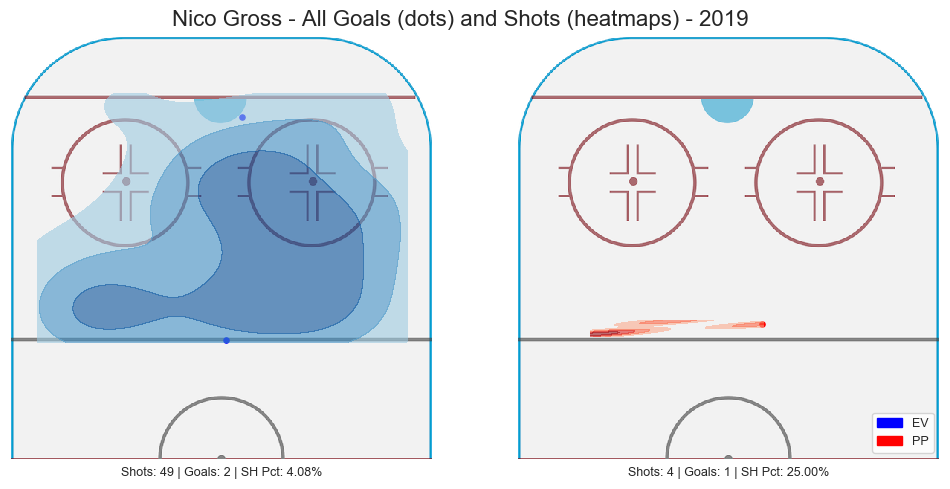 Nico Gross - All Goals (dots) and Shots (heatmaps) - 2019
EV
PP
Shots: 49 | Goals: 2 | SH Pct: 4.08%
Shots: 4 | Goals: 1 | SH Pct: 25.00%